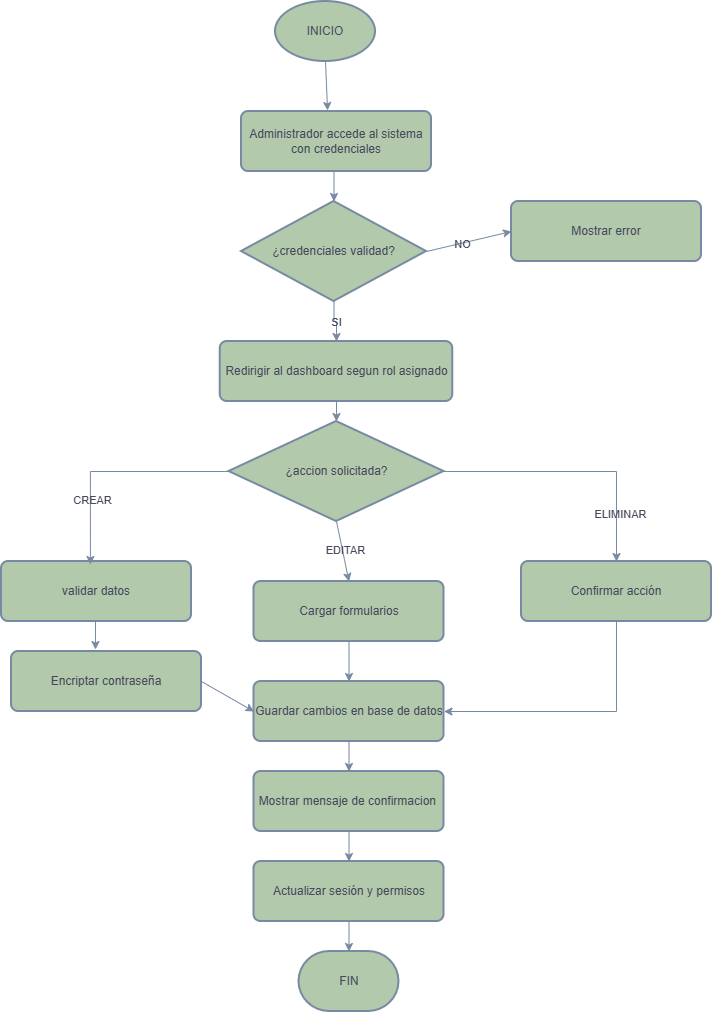 INICIO
Administrador accede al sistema
con credenciales
¿credenciales validad?
NO
Mostrar error
SI
Redirigir al dashboard segun rol asignado
¿accion solicitada?
CREAR
EDITAR
ELIMINAR
validar datos
Cargar formularios
Confirmar acción
Encriptar contraseña
Guardar cambios en base de datos
Mostrar mensaje de confirmacion
Actualizar sesión y permisos
FIN